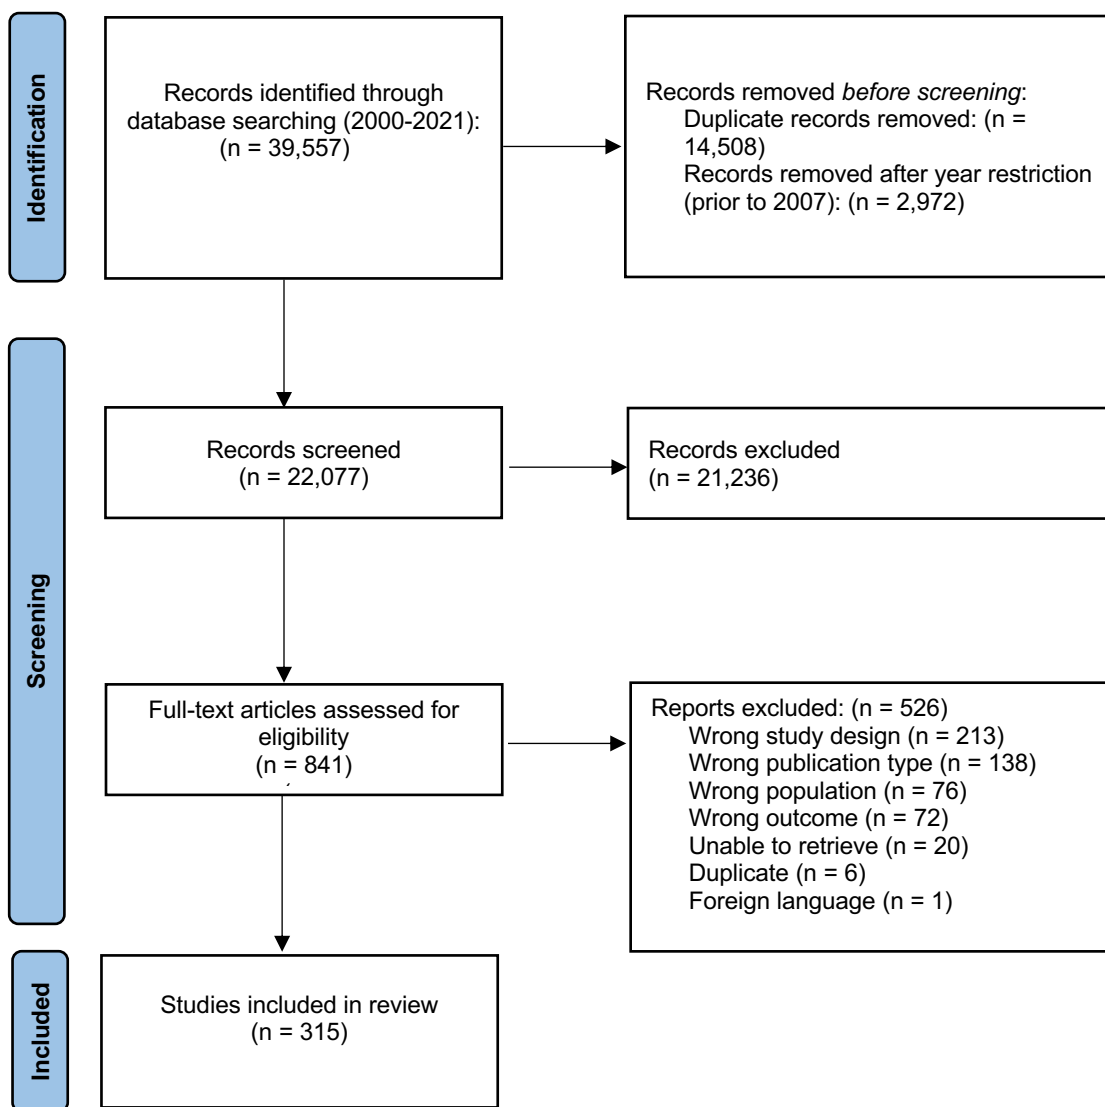 Identification
Records identified through
database searching (2000-2021):
(n = 39,557)
Records removed before screening:
Duplicate records removed: (n =
14,508)
Records removed after year restriction
(prior to 2007): (n = 2,972)
Screening
Records screened
(n = 22,077)
Records excluded
(n = 21,236)
Full-text articles assessed for
eligibility
(n = 841)
Reports excluded: (n = 526)
Wrong study design (n = 213)
Wrong publication type (n = 138)
Wrong population (n = 76)
Wrong outcome (n = 72)
Unable to retrieve (n = 20)
Duplicate (n = 6)
Foreign language (n = 1)
Included
Studies included in review
(n = 315)